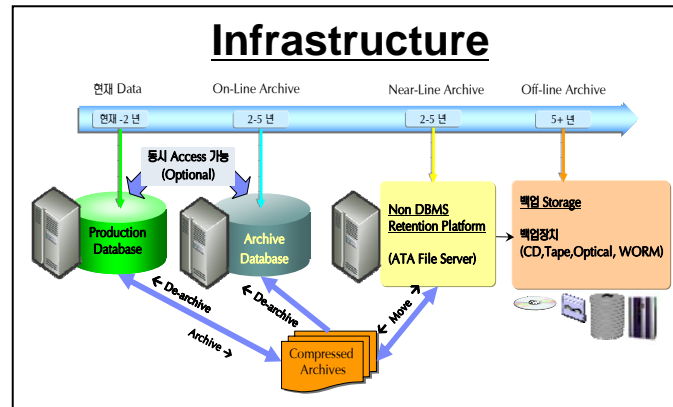 Infrastructure
현재 Data
On-Line Archive
Near-Line Archive
Off-line Archive
현재 -2 년
2-5 년
2-5 년
5+ 년
동시 Access 가능
(Optional)
Production
Database
Archive
Database
Non DBMS
Retention Platform
(ATA File Server)
백업 Storage
백업장치
(CD,Tape,Optical, WORM)
← De-archive
Archive →
← De-archive
← Move →
Compressed
Archives